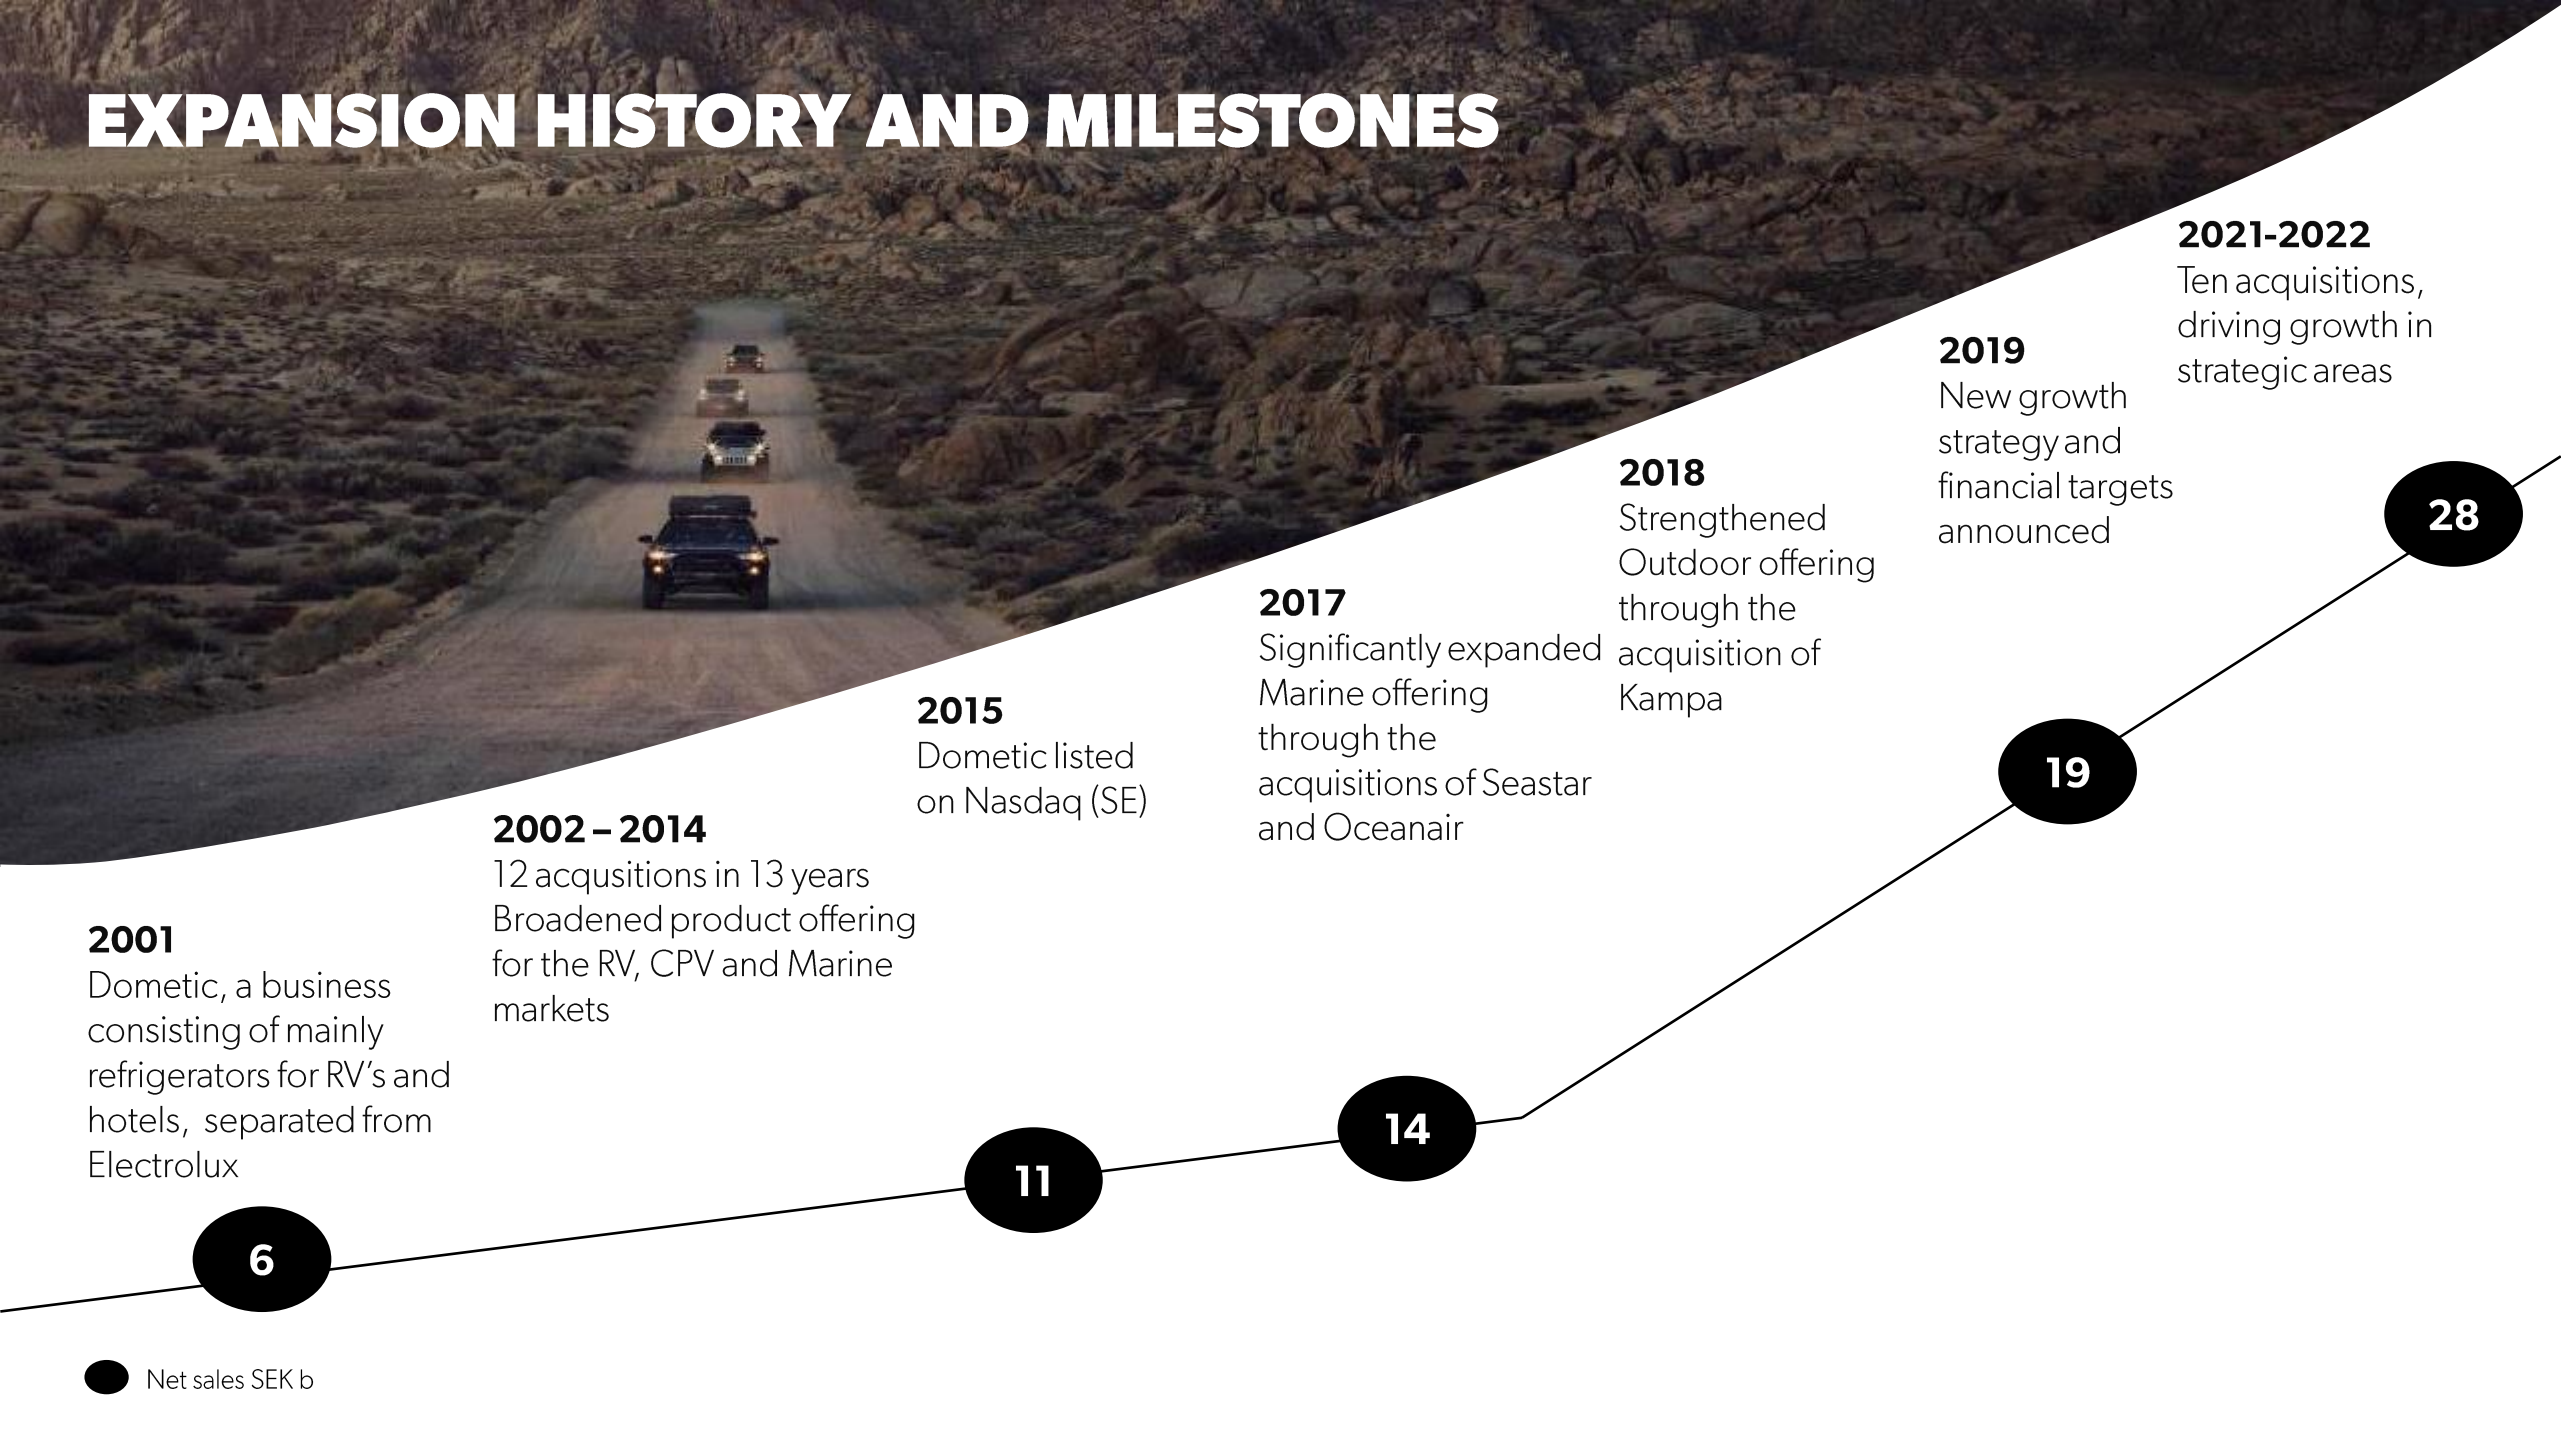 EXPANSION HISTORY AND MILESTONES
2001
Dometic, a business
consisting of mainly
refrigerators for RV’s and
hotels,  separated from
Electrolux
2002 – 2014
12 acqusitions in 13 years
Broadened product offering
for the RV, CPV and Marine
markets
2015
Dometic listed
on Nasdaq (SE)
2017
Significantly expanded
Marine offering
through the
acquisitions of Seastar
and Oceanair
2018
Strengthened
Outdoor offering
through the
acquisition of
Kampa
2019
New growth
strategy and
financial targets
announced
2021-2022
Ten acquisitions,
driving growth in
strategic areas
6
11
14
19
28
Net sales SEK b